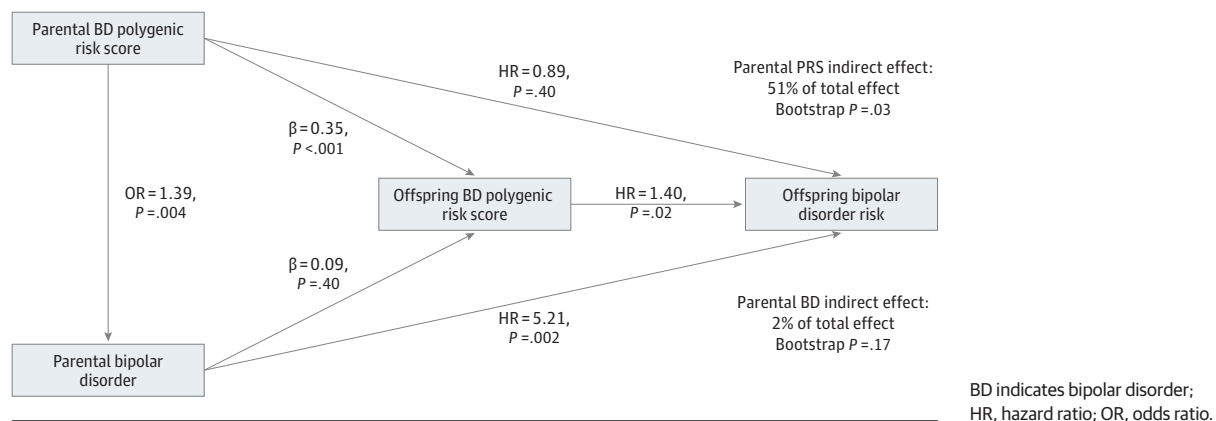 Parental BD polygenic
risk score
HR=0.89,
P=.40
Parental PRS indirect effect:
51% of total effect
Bootstrap P=.03
β=0.35,
P<.001
OR=1.39,
P=.004
Offspring BD polygenic
risk score
HR=1.40,
P=.02
Offspring bipolar
disorder risk
β=0.09,
P=.40
HR=5.21,
P=.002
Parental BD indirect effect:
2% of total effect
Bootstrap P=.17
Parental bipolar
disorder
BD indicates bipolar disorder;
HR, hazard ratio; OR, odds ratio.